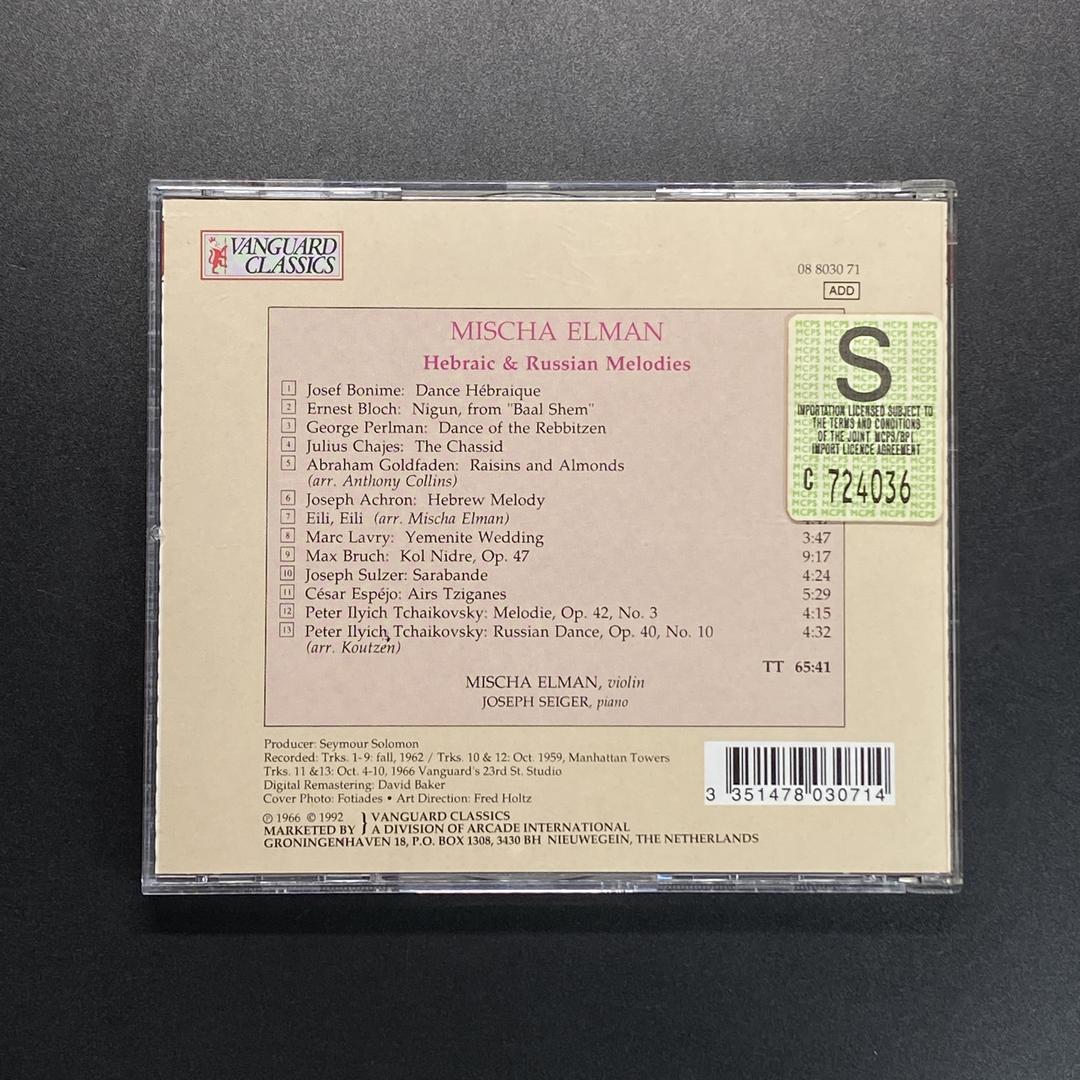 VANGUARD
CLASSICS
08 8030 71
ADD
MISCHA ELMAN
Hebraic & Russian Melodies
1 Josef Bonime: Dance Hébraique
2 Ernest Bloch: Nigun, from "Baal Shem"
3 George Perlman: Dance of the Rebbitzen
4 Julius Chajes: The Chassid
5 Abraham Goldfaden: Raisins and Almonds
(arr. Anthony Collins)
6 Joseph Achron: Hebrew Melody
7 Eili, Eili (arr. Mischa Elman)
8 Marc Lavry: Yemenite Wedding 3:47
9 Max Bruch: Kol Nidre, Op. 47 9:17
10 Joseph Sulzer: Sarabande 4:24
11 César Espéjo: Airs Tziganes 5:29
12 Peter Ilyich Tchaikovsky: Melodie, Op. 42, No. 3 4:15
13 Peter Ilyich Tchaikovsky: Russian Dance, Op. 40, No. 10 4:32
(arr. Koutzen)
TT 65:41
MISCHA ELMAN, violin
JOSEPH SEIGER, piano
S
IMPORTATION LICENSED SUBJECT TO
THE TERMS AND CONDITIONS
OF THE JOINT MCPS/BPI
IMPORT LICENCE AGREEMENT
C 724036
Producer: Seymour Solomon
Recorded: Trks. 1-9: fall, 1962 / Trks. 10 & 12: Oct. 1959, Manhattan Towers
Trks. 11 &13: Oct. 4-10, 1966 Vanguard's 23rd St. Studio
Digital Remastering: David Baker
Cover Photo: Fotiades • Art Direction: Fred Holtz
℗ 1966 © 1992 } VANGUARD CLASSICS
MARKETED BY A DIVISION OF ARCADE INTERNATIONAL
GRONINGENHAVEN 18, P.O. BOX 1308, 3430 BH NIEUWEGEIN, THE NETHERLANDS
3 351478 030714